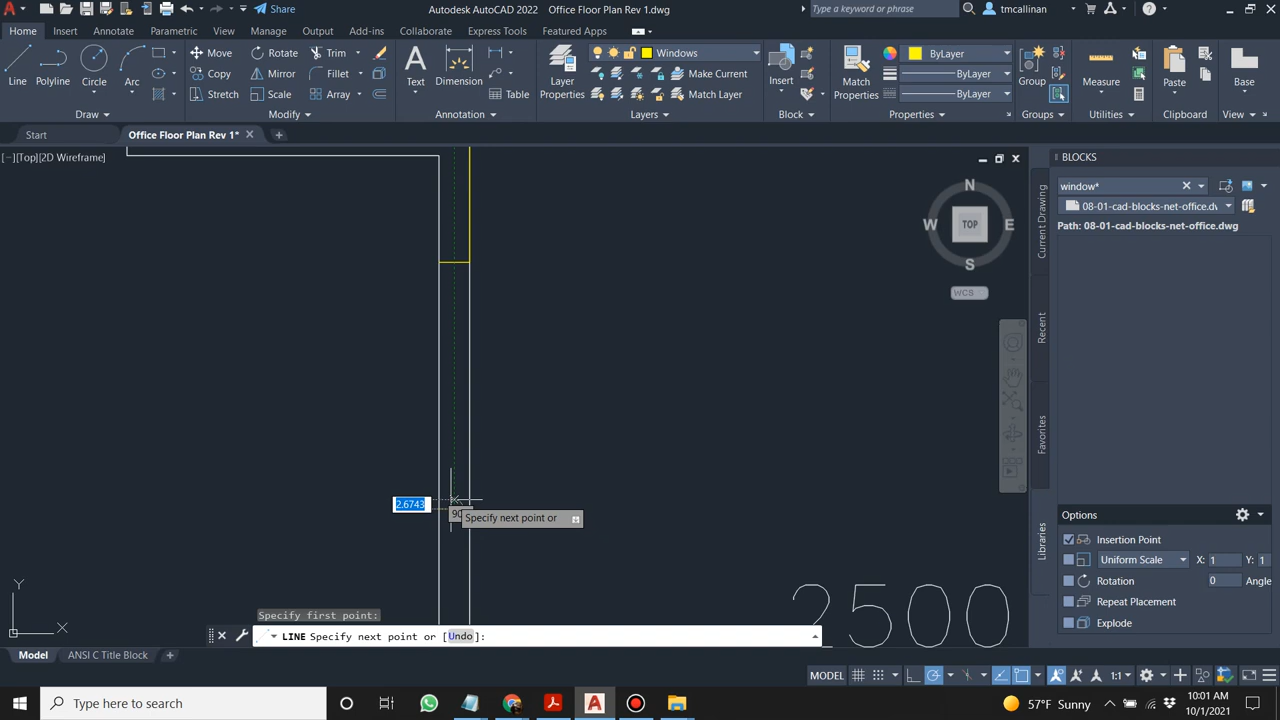 Share
Autodesk AutoCAD 2022 Office Floor Plan Rev 1.dwg
Type a keyword or phrase
tmcallinan
Home Insert Annotate Parametric View Manage Output Add-ins Collaborate Express Tools Featured Apps
Line Polyline Circle Arc
Move Rotate Trim
Copy Mirror Fillet
Stretch Scale Array
Text Dimension Table
Layer Properties
Windows
Make Current
Match Layer
Insert
Match Properties
ByLayer
ByLayer
ByLayer
Group
Measure
Paste
Base
Draw Modify Annotation Layers Block Properties Groups Utilities Clipboard View
Start Office Floor Plan Rev 1*
[−][Top][2D Wireframe]
N
W TOP E
S
WCS
BLOCKS
window*
08-01-cad-blocks-net-office.dw
Path: 08-01-cad-blocks-net-office.dwg
Current Drawing
Recent
Favorites
Libraries
2.6743
90
Specify next point or
2500
Y
X
Options
Insertion Point
Uniform Scale X: 1 Y: 1
Rotation 0 Angle
Repeat Placement
Explode
Specify first point:
LINE Specify next point or [Undo]:
Model ANSI C Title Block
MODEL 1:1
Type here to search
57°F Sunny
10:01 AM
10/1/2021